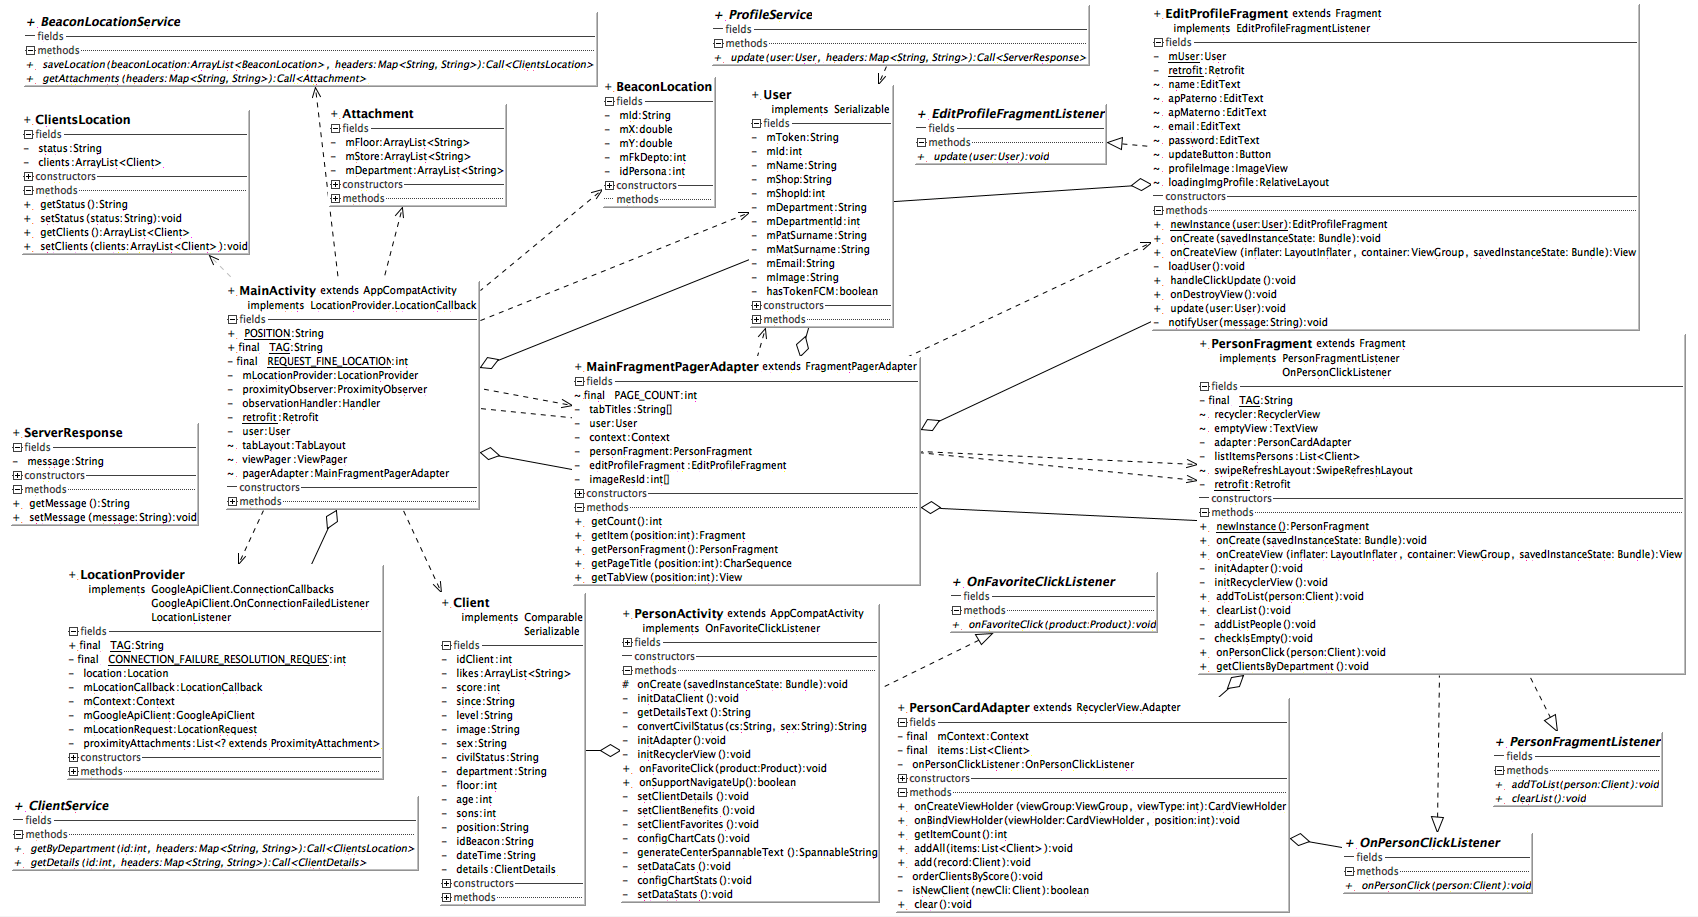 + BeaconLocationService
fields
methods
+ saveLocation(beaconLocation:ArrayList<BeaconLocation>, headers:Map<String, String>):Call<ClientsLocation>
+ getAttachments(headers:Map<String, String>):Call<Attachment>
+ ProfileService
fields
methods
+ update(user:User, headers:Map<String, String>):Call<ServerResponse>
+ EditProfileFragment extends Fragment
implements EditProfileFragmentListener
fields
- mUser:User
- retrofit:Retrofit
~ name:EditText
~ apPaterno:EditText
~ apMaterno:EditText
~ email:EditText
~ password:EditText
~ updateButton:Button
~ profileImage:ImageView
~ loadingImgProfile:RelativeLayout
constructors
methods
+ newInstance(user:User):EditProfileFragment
+ onCreate(savedInstanceState: Bundle):void
+ onCreateView(inflater:LayoutInflater, container:ViewGroup, savedInstanceState:Bundle):View
- loadUser():void
+ handleClickUpdate():void
+ onDestroyView():void
+ update(user:User):void
- notifyUser(message:String):void
+ ClientsLocation
fields
- status:String
- clients:ArrayList<Client>
constructors
methods
+ getStatus():String
+ setStatus(status:String):void
+ getClients():ArrayList<Client>
+ setClients(clients:ArrayList<Client>):void
+ Attachment
fields
- mFloor:ArrayList<String>
- mStore:ArrayList<String>
- mDepartment:ArrayList<String>
constructors
methods
+ BeaconLocation
fields
- mId:String
- mX:double
- mY:double
- mFkDepto:int
- idPersona:int
constructors
methods
+ User
implements Serializable
fields
- mToken:String
- mId:int
- mName:String
- mShop:String
- mShopId:int
- mDepartment:String
- mDepartmentId:int
- mPatSurname:String
- mMatSurname:String
- mEmail:String
- mImage:String
- hasTokenFCM:boolean
constructors
methods
+ EditProfileFragmentListener
fields
methods
+ update(user:User):void
+ MainActivity extends AppCompatActivity
implements LocationProvider.LocationCallback
fields
+ POSITION:String
+ final TAG:String
- final REQUEST_FINE_LOCATION:int
- mLocationProvider:LocationProvider
- proximityObserver:ProximityObserver
- observationHandler:Handler
- retrofit:Retrofit
- user:User
~ tabLayout:TabLayout
~ viewPager:ViewPager
~ pagerAdapter:MainFragmentPagerAdapter
constructors
methods
+ MainFragmentPagerAdapter extends FragmentPagerAdapter
fields
~ final PAGE_COUNT:int
- tabTitles:String[]
- user:User
- context:Context
- personFragment:PersonFragment
- editProfileFragment:EditProfileFragment
- imageResId:int[]
constructors
methods
+ getCount():int
+ getItem(position:int):Fragment
+ getPersonFragment():PersonFragment
+ getPageTitle(position:int):CharSequence
+ getTabView(position:int):View
+ PersonFragment extends Fragment
implements PersonFragmentListener
OnPersonClickListener
fields
- final TAG:String
~ recycler:RecyclerView
~ emptyView:TextView
- adapter:PersonCardAdapter
- listItemsPersons:List<Client>
~ swipeRefreshLayout:SwipeRefreshLayout
- retrofit:Retrofit
constructors
methods
+ newInstance():PersonFragment
+ onCreate(savedInstanceState: Bundle):void
+ onCreateView(inflater:LayoutInflater, container:ViewGroup, savedInstanceState:Bundle):View
- initAdapter():void
- initRecyclerView():void
+ addToList(person:Client):void
+ clearList():void
- addListPeople():void
- checkIsEmpty():void
+ onPersonClick(person:Client):void
+ getClientsByDepartment():void
+ ServerResponse
fields
- message:String
constructors
methods
+ getMessage():String
+ setMessage(message:String):void
+ LocationProvider
implements GoogleApiClient.ConnectionCallbacks
GoogleApiClient.OnConnectionFailedListener
LocationListener
fields
+ final TAG:String
- final CONNECTION_FAILURE_RESOLUTION_REQUEST:int
- location:Location
- mLocationCallback:LocationCallback
- mContext:Context
- mGoogleApiClient:GoogleApiClient
- mLocationRequest:LocationRequest
- proximityAttachments:List<? extends ProximityAttachment>
constructors
methods
+ Client
implements Comparable
Serializable
fields
- idClient:int
- likes:ArrayList<String>
- score:int
- since:String
- level:String
- image:String
- sex:String
- civilStatus:String
- department:String
- floor:int
- age:int
- sons:int
- position:String
- idBeacon:String
- dateTime:String
- details:ClientDetails
constructors
methods
+ PersonActivity extends AppCompatActivity
implements OnFavoriteClickListener
fields
constructors
methods
# onCreate(savedInstanceState: Bundle):void
- initDataClient():void
- getDetailsText():String
- convertCivilStatus(cs:String, sex:String):String
- initAdapter():void
- initRecyclerView():void
+ onFavoriteClick(product:Product):void
+ onSupportNavigateUp():boolean
- setClientDetails():void
- setClientBenefits():void
- setClientFavorites():void
- configChartCats():void
- generateCenterSpannableText():SpannableString
- setDataCats():void
- configChartStats():void
- setDataStats():void
+ OnFavoriteClickListener
fields
methods
+ onFavoriteClick(product:Product):void
+ PersonCardAdapter extends RecyclerView.Adapter
fields
- final mContext:Context
- final items:List<Client>
- onPersonClickListener:OnPersonClickListener
constructors
methods
+ onCreateViewHolder(viewGroup:ViewGroup, viewType:int):CardViewHolder
+ onBindViewHolder(viewHolder:CardViewHolder, position:int):void
+ getItemCount():int
+ addAll(items:List<Client>):void
+ add(record:Client):void
- orderClientsByScore():void
- isNewClient(newCli:Client):boolean
+ clear():void
+ PersonFragmentListener
fields
methods
+ addToList(person:Client):void
+ clearList():void
+ OnPersonClickListener
fields
methods
+ onPersonClick(person:Client):void
+ ClientService
fields
methods
+ getByDepartment(id:int, headers:Map<String, String>):Call<ClientsLocation>
+ getDetails(id:int, headers:Map<String, String>):Call<ClientDetails>